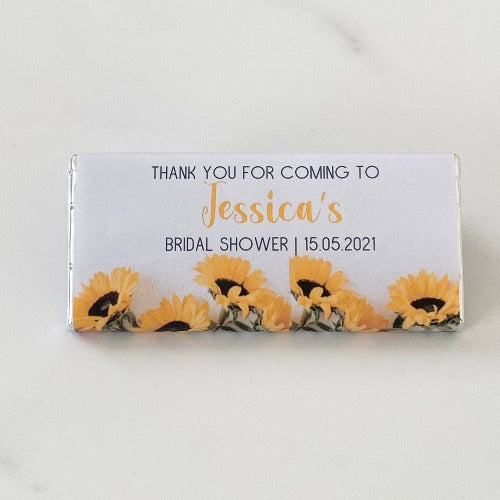 THANK YOU FOR COMING TO
Jessica's
BRIDAL SHOWER | 15.05.2021